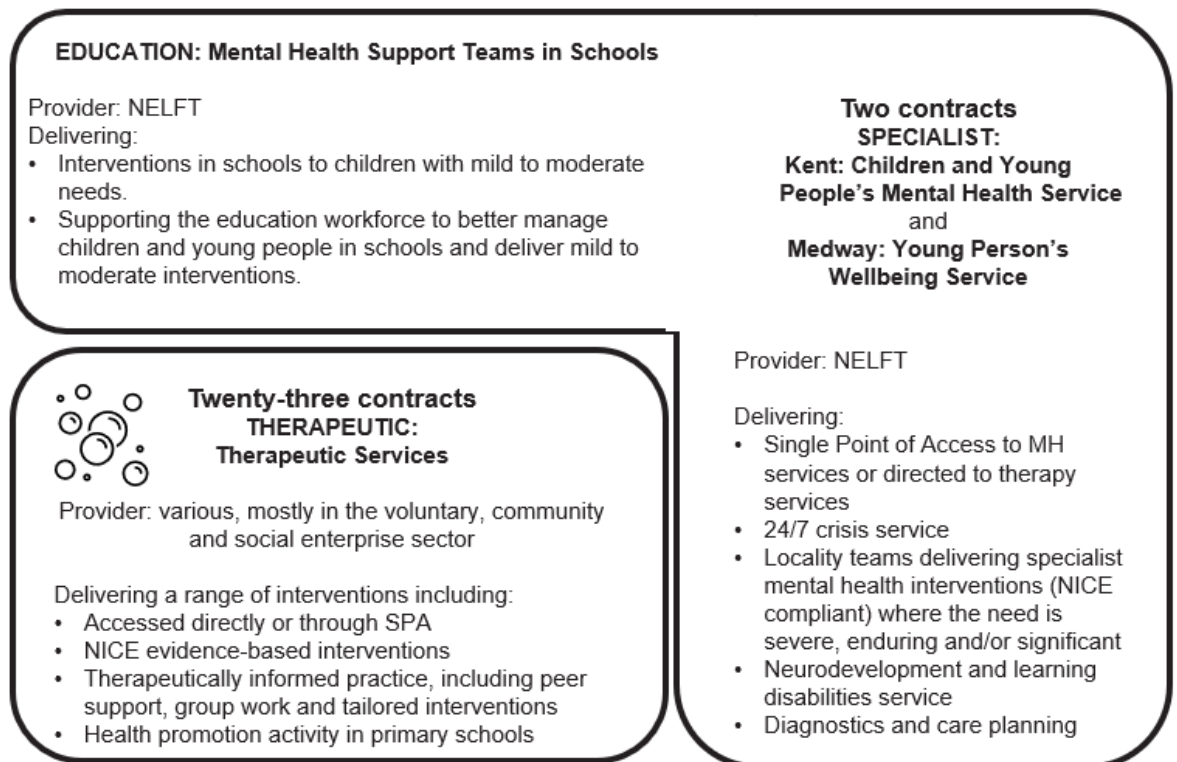 EDUCATION: Mental Health Support Teams in Schools
Provider: NELFT
Delivering:
• Interventions in schools to children with mild to moderate
needs.
• Supporting the education workforce to better manage
children and young people in schools and deliver mild to
moderate interventions.
Two contracts
SPECIALIST:
Kent: Children and Young
People's Mental Health Service
and
Medway: Young Person's
Wellbeing Service
Provider: NELFT
Delivering:
• Single Point of Access to MH
services or directed to therapy
services
• 24/7 crisis service
• Locality teams delivering specialist
mental health interventions (NICE
compliant) where the need is
severe, enduring and/or significant
• Neurodevelopment and learning
disabilities service
• Diagnostics and care planning
Twenty-three contracts
THERAPEUTIC:
Therapeutic Services
Provider: various, mostly in the voluntary, community
and social enterprise sector
Delivering a range of interventions including:
• Accessed directly or through SPA
• NICE evidence-based interventions
• Therapeutically informed practice, including peer
support, group work and tailored interventions
• Health promotion activity in primary schools